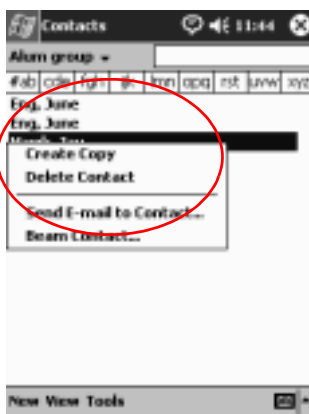 Contacts 11:44
Alum group
#ab cde fgh ijk lmn opq rst uvw xyz
Eng, June
Eng, June
Create Copy
Delete Contact
Send E-mail to Contact...
Beam Contact...
New View Tools